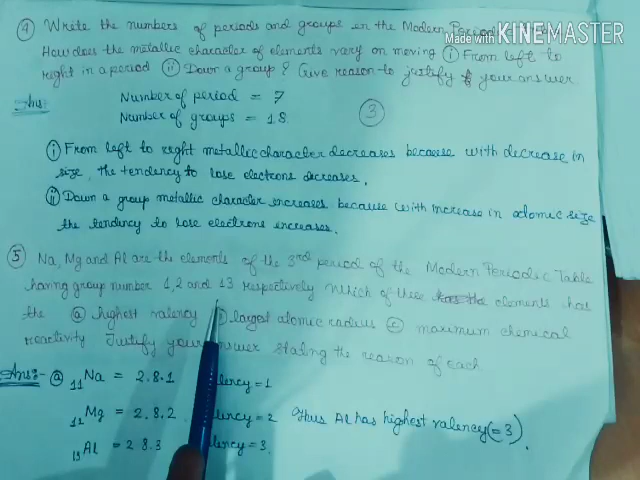 ④ Write the numbers of periods and groups in the Modern Period
Made with KINEMASTER
How does the metallic character of elements vary on moving ⓘ From left to
right in a period ⓘⓘ Down a group? Give reason to justify your answer
Ans: Number of period = 7
Number of groups = 18
③
ⓘ From left to right metallic character decreases because with decrease in
size, the tendency to lose electrons decreases.
ⓘⓘ Down a group metallic character increases because with increase in atomic size
the tendency to lose electrons increases.
⑤ Na, Mg and Al are the elements of the 3rd period of the Modern Periodic Table
having group number 1, 2 and 13 respectively Which of these elements has
the ⓐ highest valency largest atomic radius ⓒ maximum chemical
reactivity Justify your stating the reason of each
Ans:- ⓐ 11Na = 2.8.1 valency = 1
12Mg = 2.8.2 valency = 2 Thus Al has highest valency (= 3).
13Al = 2 8.3 valency = 3.